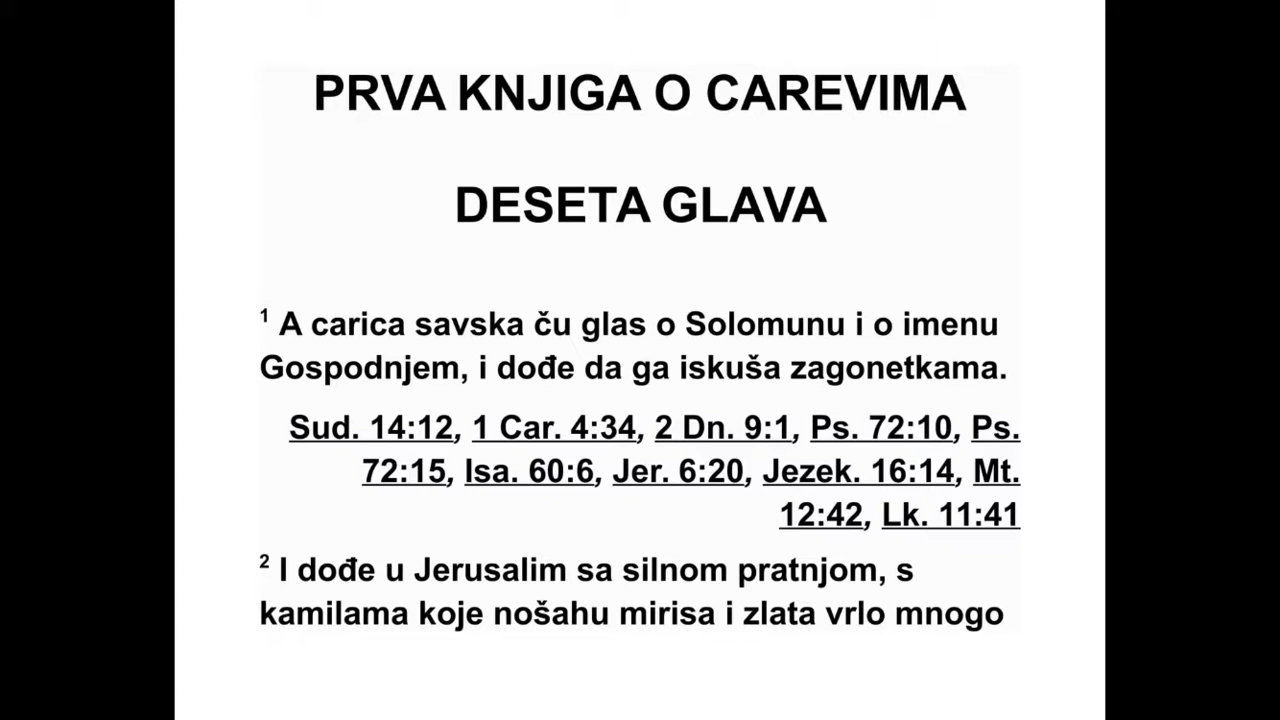 PRVA KNJIGA O CAREVIMA
DESETA GLAVA
1 A carica savska ču glas o Solomunu i o imenu
Gospodnjem, i dođe da ga iskuša zagonetkama.
Sud. 14:12, 1 Car. 4:34, 2 Dn. 9:1, Ps. 72:10, Ps.
72:15, Isa. 60:6, Jer. 6:20, Jezek. 16:14, Mt.
12:42, Lk. 11:41
2 I dođe u Jerusalim sa silnom pratnjom, s
kamilama koje nošahu mirisa i zlata vrlo mnogo